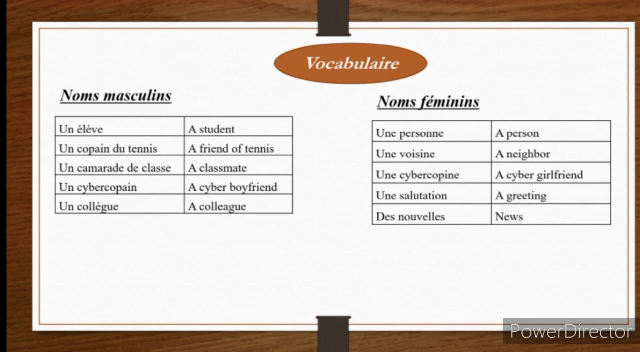 Vocabulaire
Noms masculins
Un élève A student
Un copain du tennis A friend of tennis
Un camarade de classe A classmate
Un cybercopain A cyber boyfriend
Un collègue A colleague
Noms féminins
Une personne A person
Une voisine A neighbor
Une cybercopine A cyber girlfriend
Une salutation A greeting
Des nouvelles News
PowerDirector